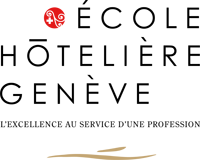 ÉCOLE
HÔTELIÈRE
GENÈVE
L'EXCELLENCE AU SERVICE D'UNE PROFESSION